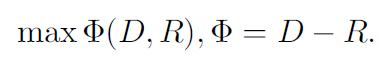 max Φ(D, R), Φ = D − R.